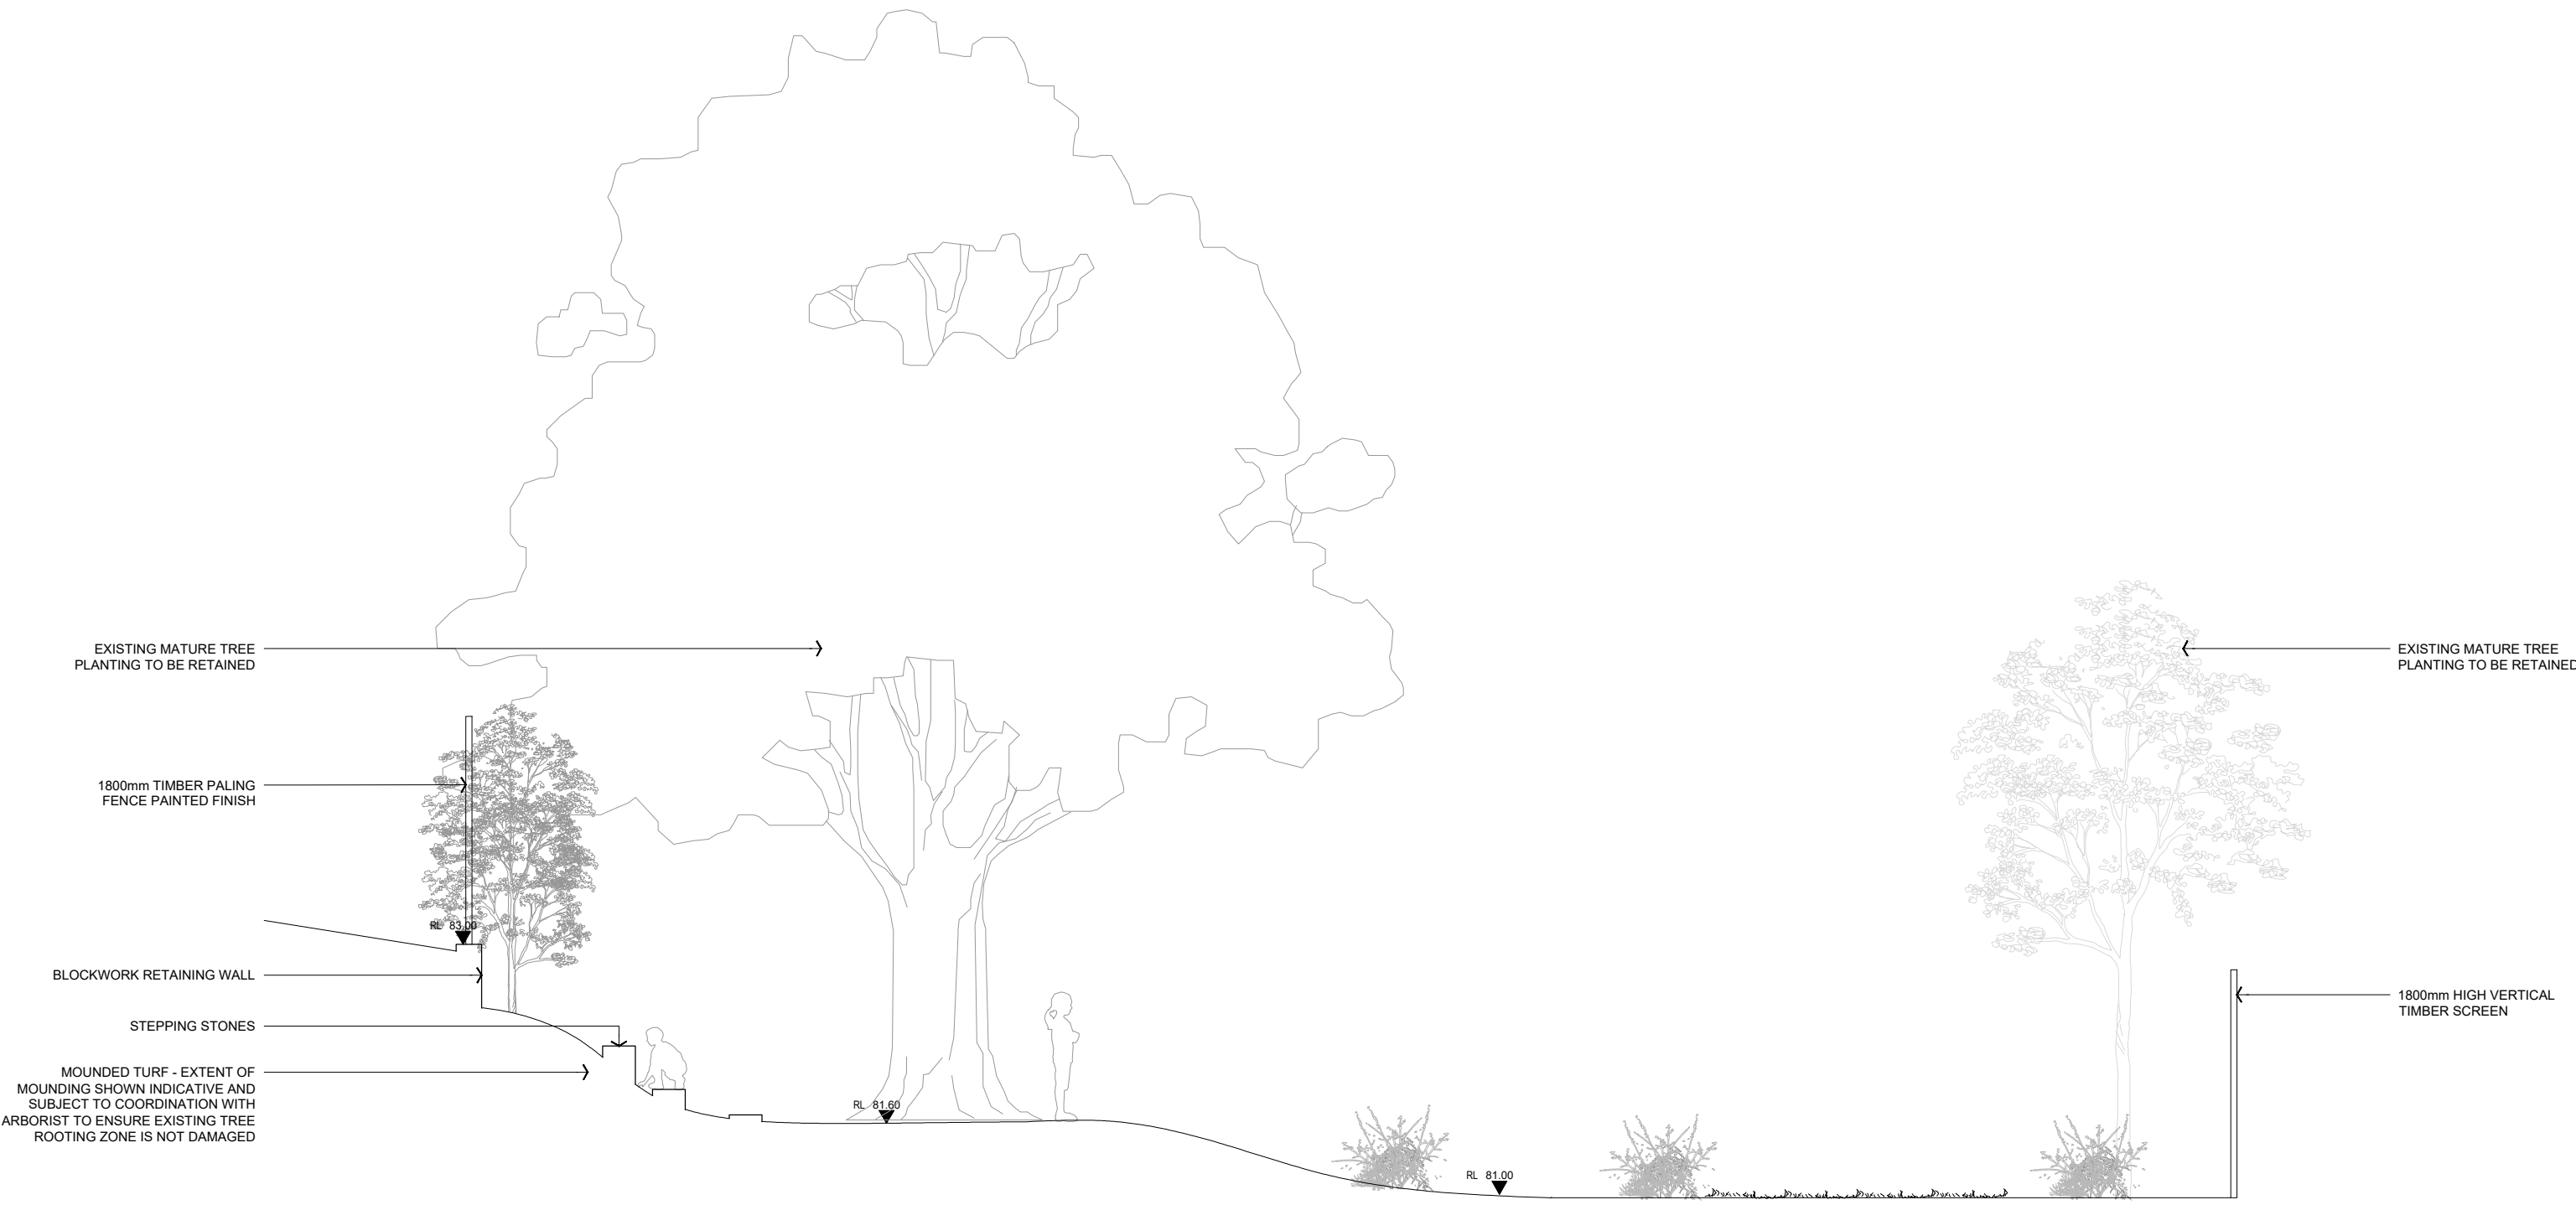 EXISTING MATURE TREE
PLANTING TO BE RETAINED
1800mm TIMBER PALING
FENCE PAINTED FINISH
RL 83.00
BLOCKWORK RETAINING WALL
STEPPING STONES
MOUNDED TURF - EXTENT OF
MOUNDING SHOWN INDICATIVE AND
SUBJECT TO COORDINATION WITH
ARBORIST TO ENSURE EXISTING TREE
ROOTING ZONE IS NOT DAMAGED
RL 81.60
RL 81.00
EXISTING MATURE TREE
PLANTING TO BE RETAINED
1800mm HIGH VERTICAL
TIMBER SCREEN